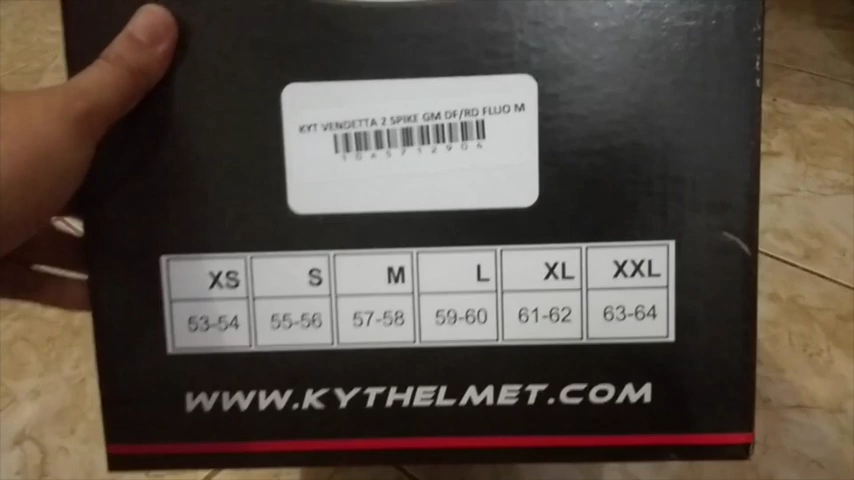 KYT VENDETTA 2 SPIKE GM DF/RD FLUO M
XS S M L XL XXL
53-54 55-56 57-58 59-60 61-62 63-64
WWW.KYTHELMET.COM